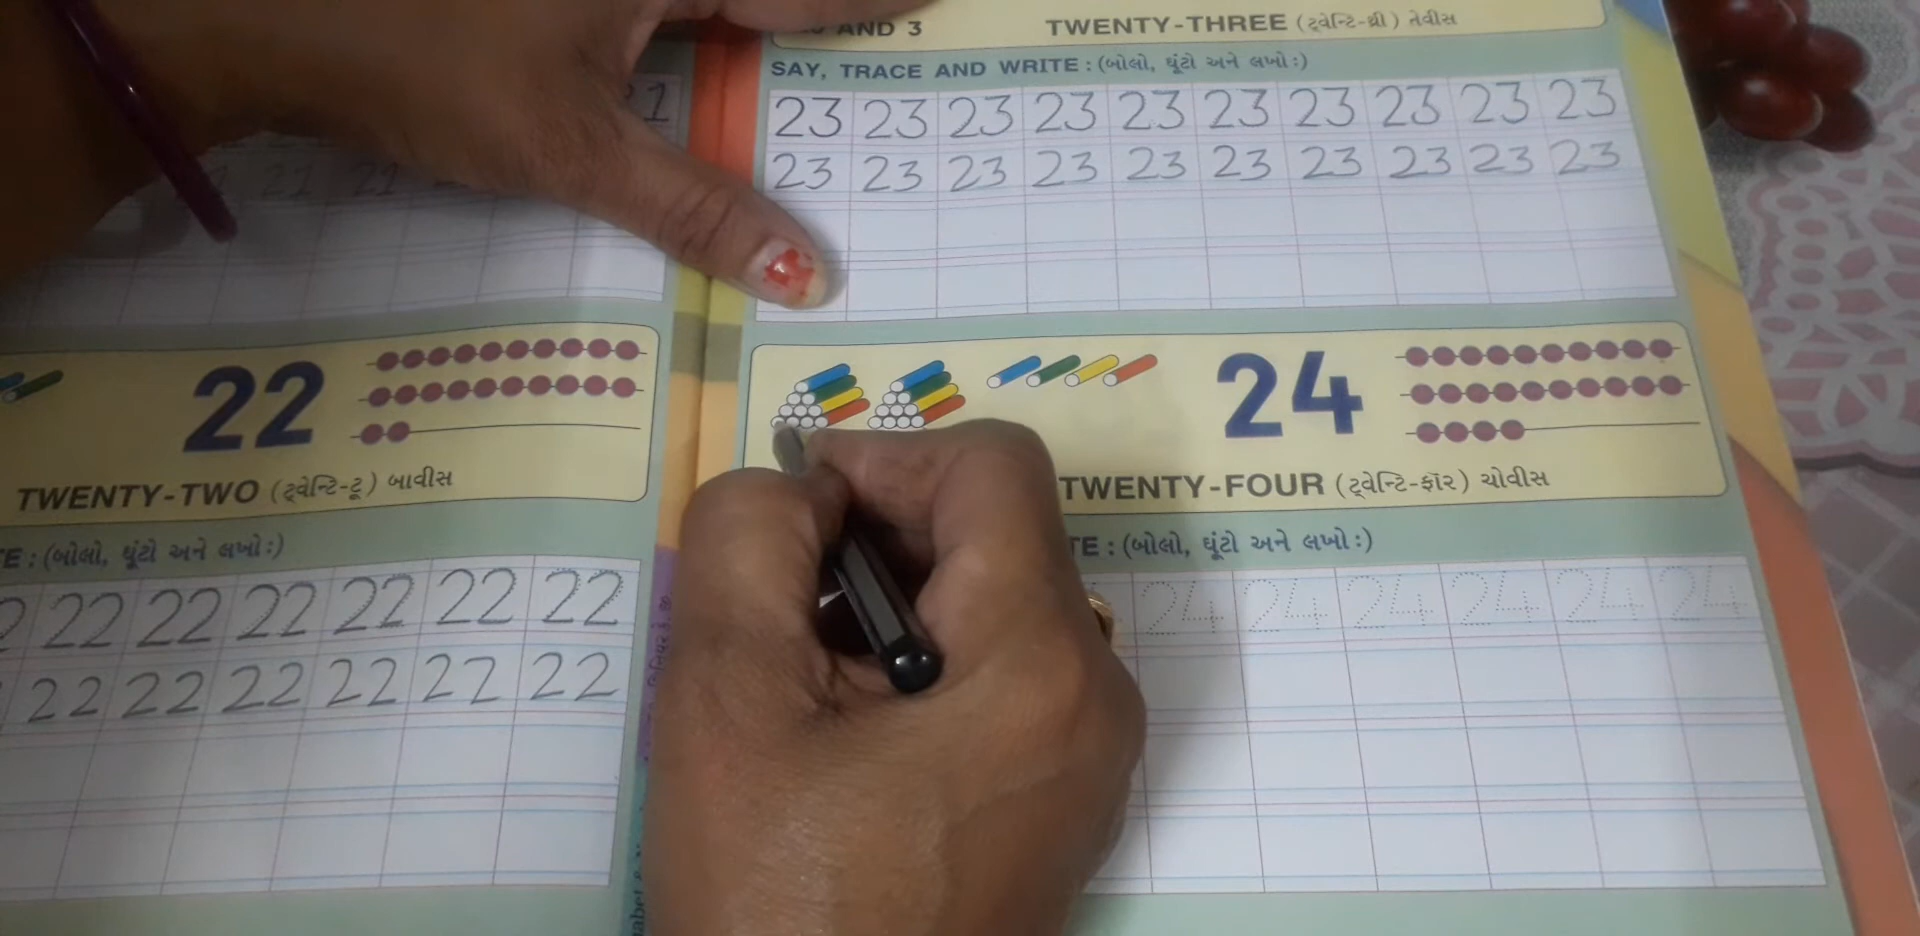 21
21 21
22
TWENTY-TWO (ટ્વેન્ટિ-ટૂ) બાવીસ
(બોલો, ઘૂંટો અને લખો:)
22 22 22 22 22 22
22 22 22 22 22 22
AND 3 TWENTY-THREE (ટ્વેન્ટિ-થ્રી) તેવીસ
SAY, TRACE AND WRITE : (બોલો, ઘૂંટો અને લખો:)
23 23 23 23 23 23 23 23 23 23
23 23 23 23 23 23 23 23 23 23
24
TWENTY-FOUR (ટ્વેન્ટિ-ફૉર) ચોવીસ
(બોલો, ઘૂંટો અને લખો:)
24 24 24 24 24 24